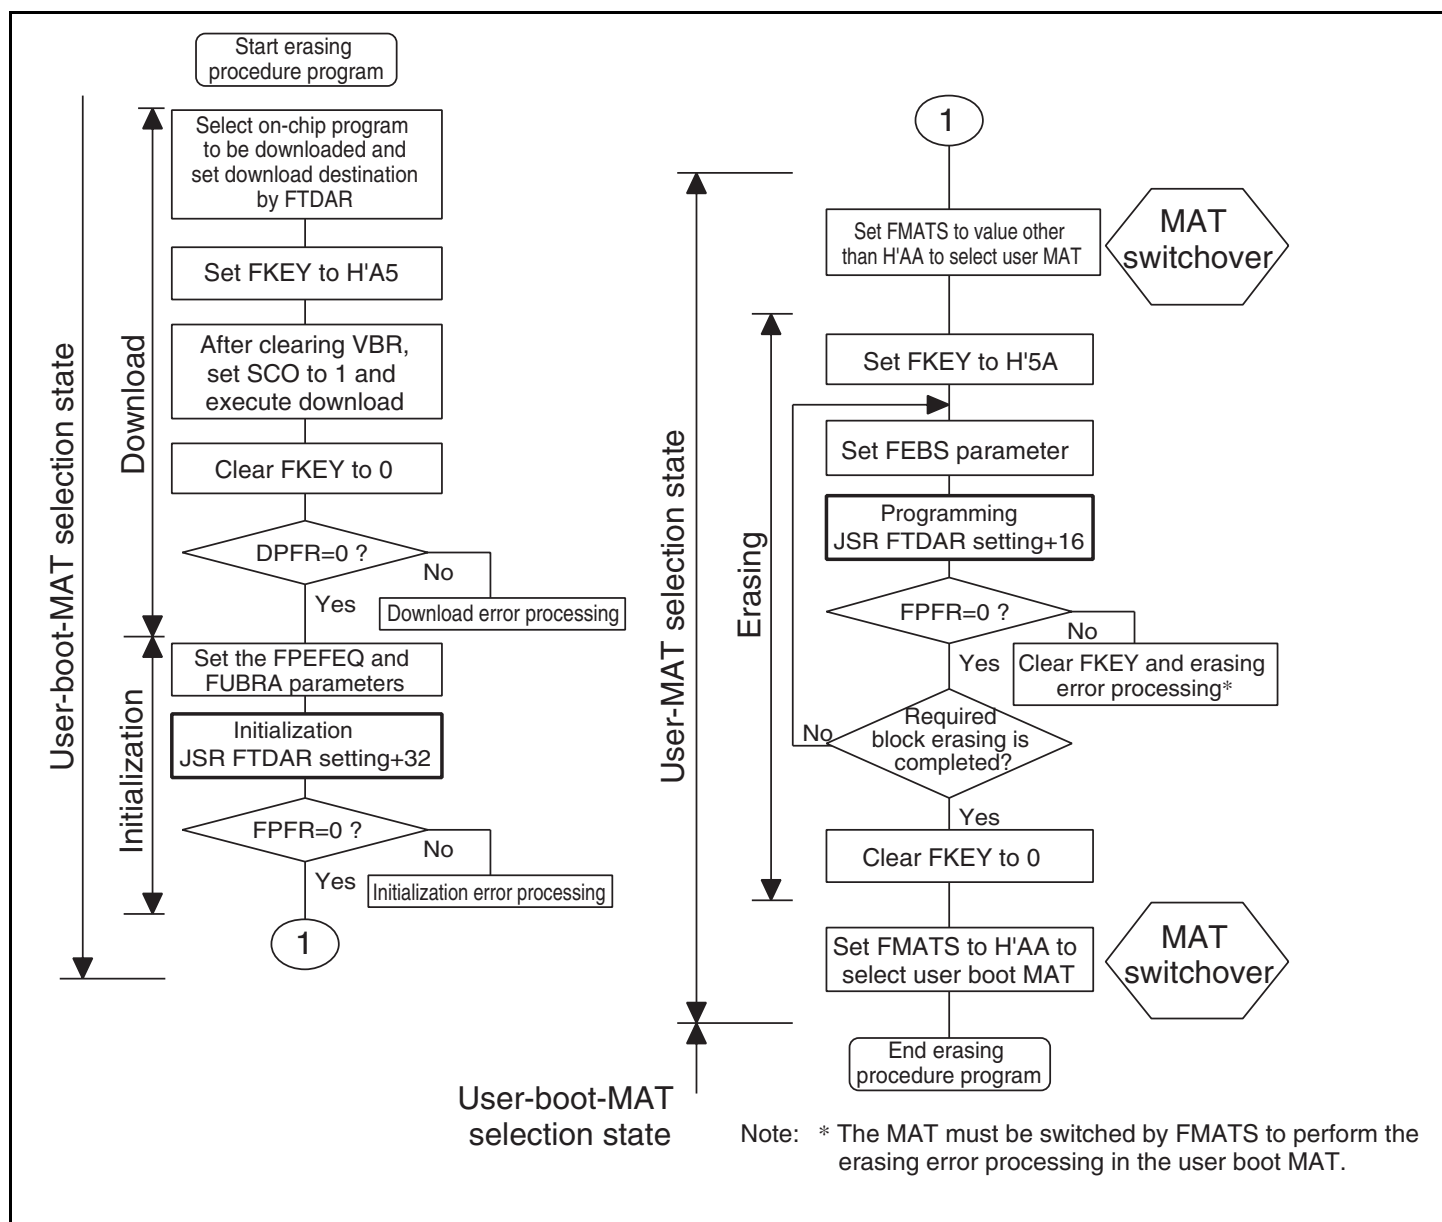 Start erasing
procedure program
Select on-chip program
to be downloaded and
set download destination
by FTDAR
Set FKEY to H'A5
After clearing VBR,
set SCO to 1 and
execute download
Clear FKEY to 0
DPFR=0 ?
No
Yes
Download error processing
Set the FPEFEQ and
FUBRA parameters
Initialization
JSR FTDAR setting+32
FPFR=0 ?
No
Yes
Initialization error processing
1
User-boot-MAT selection state
Download
Initialization
1
Set FMATS to value other
than H'AA to select user MAT
MAT
switchover
Set FKEY to H'5A
Set FEBS parameter
Programming
JSR FTDAR setting+16
FPFR=0 ?
No
Yes
Clear FKEY and erasing
error processing*
Required
block erasing is
completed?
No
Yes
Clear FKEY to 0
Set FMATS to H'AA to
select user boot MAT
MAT
switchover
End erasing
procedure program
User-MAT selection state
Erasing
User-boot-MAT
selection state
Note: * The MAT must be switched by FMATS to perform the
erasing error processing in the user boot MAT.